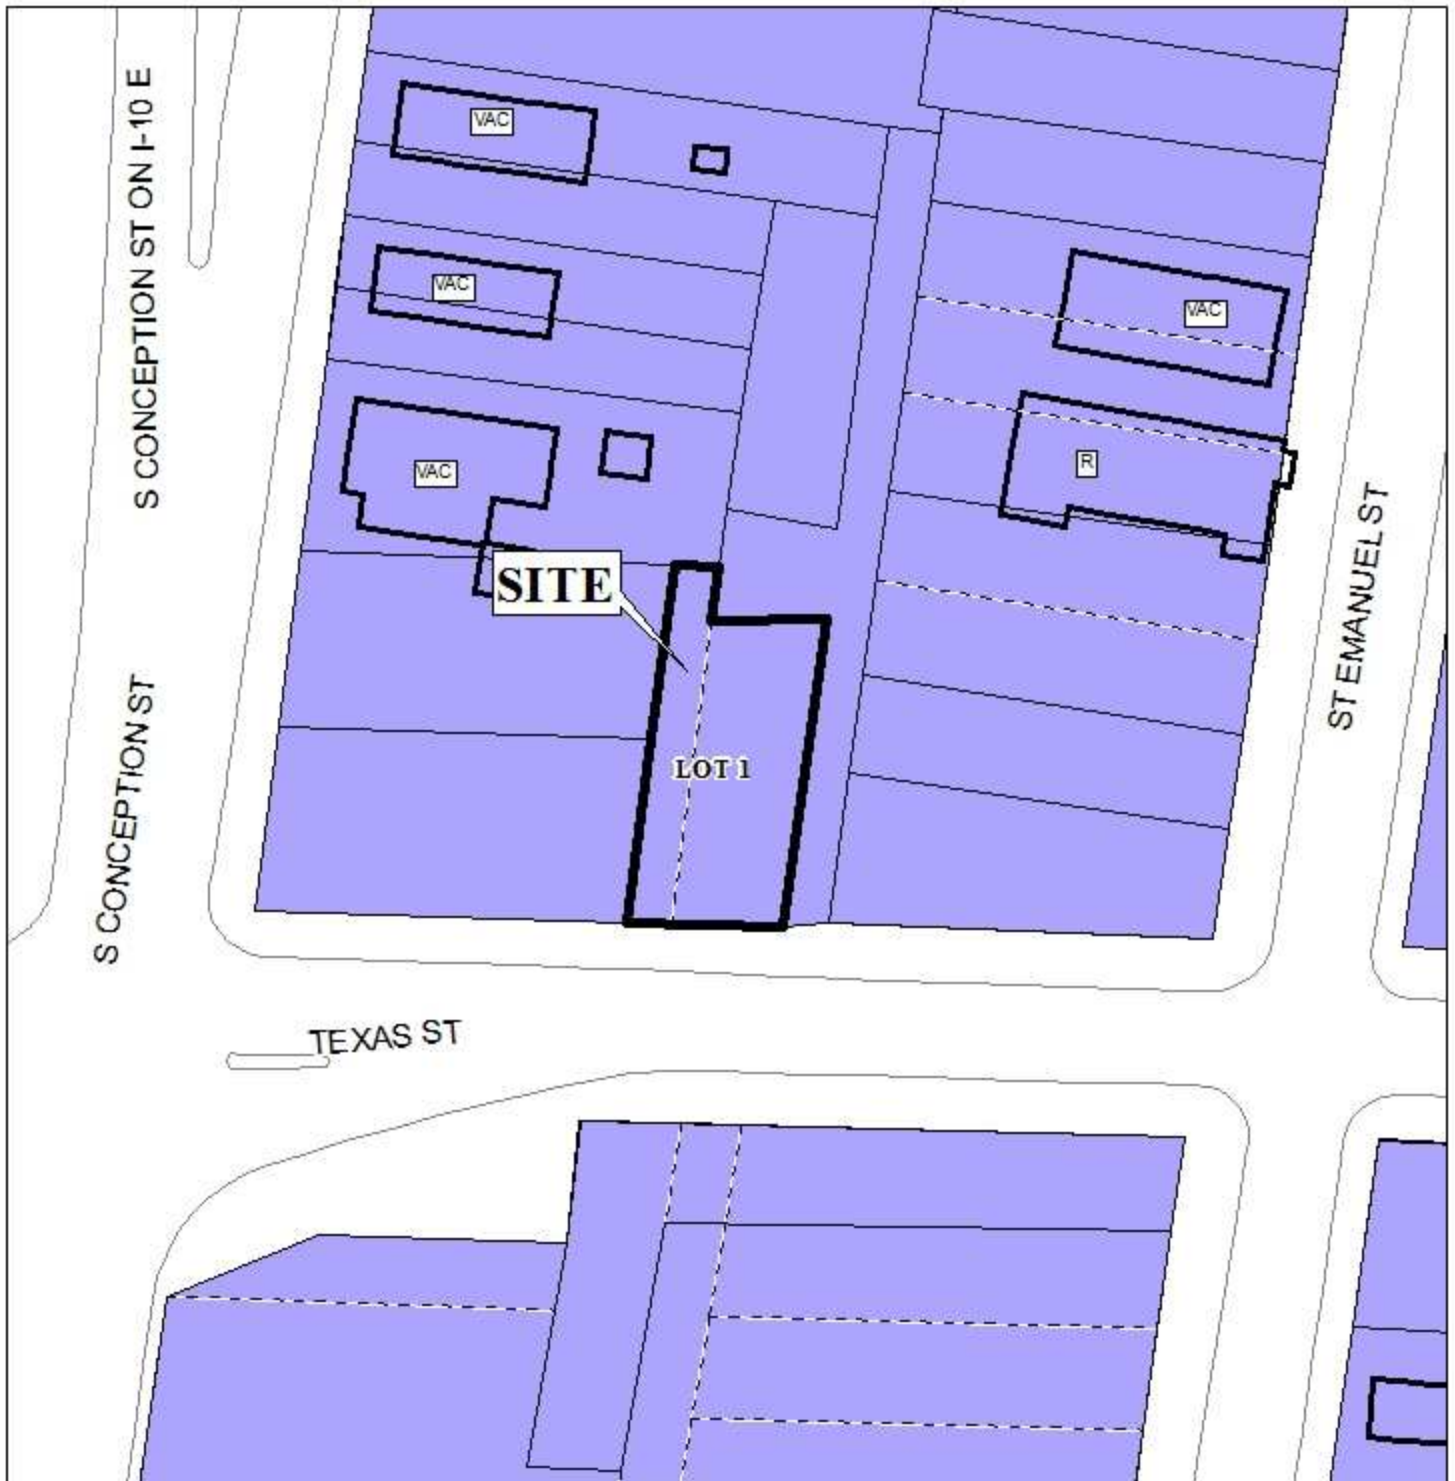 S CONCEPTION ST ON I-10 E
VAC
VAC
VAC
VAC
R
SITE
ST EMANUEL ST
S CONCEPTION ST
LOT 1
TEXAS ST